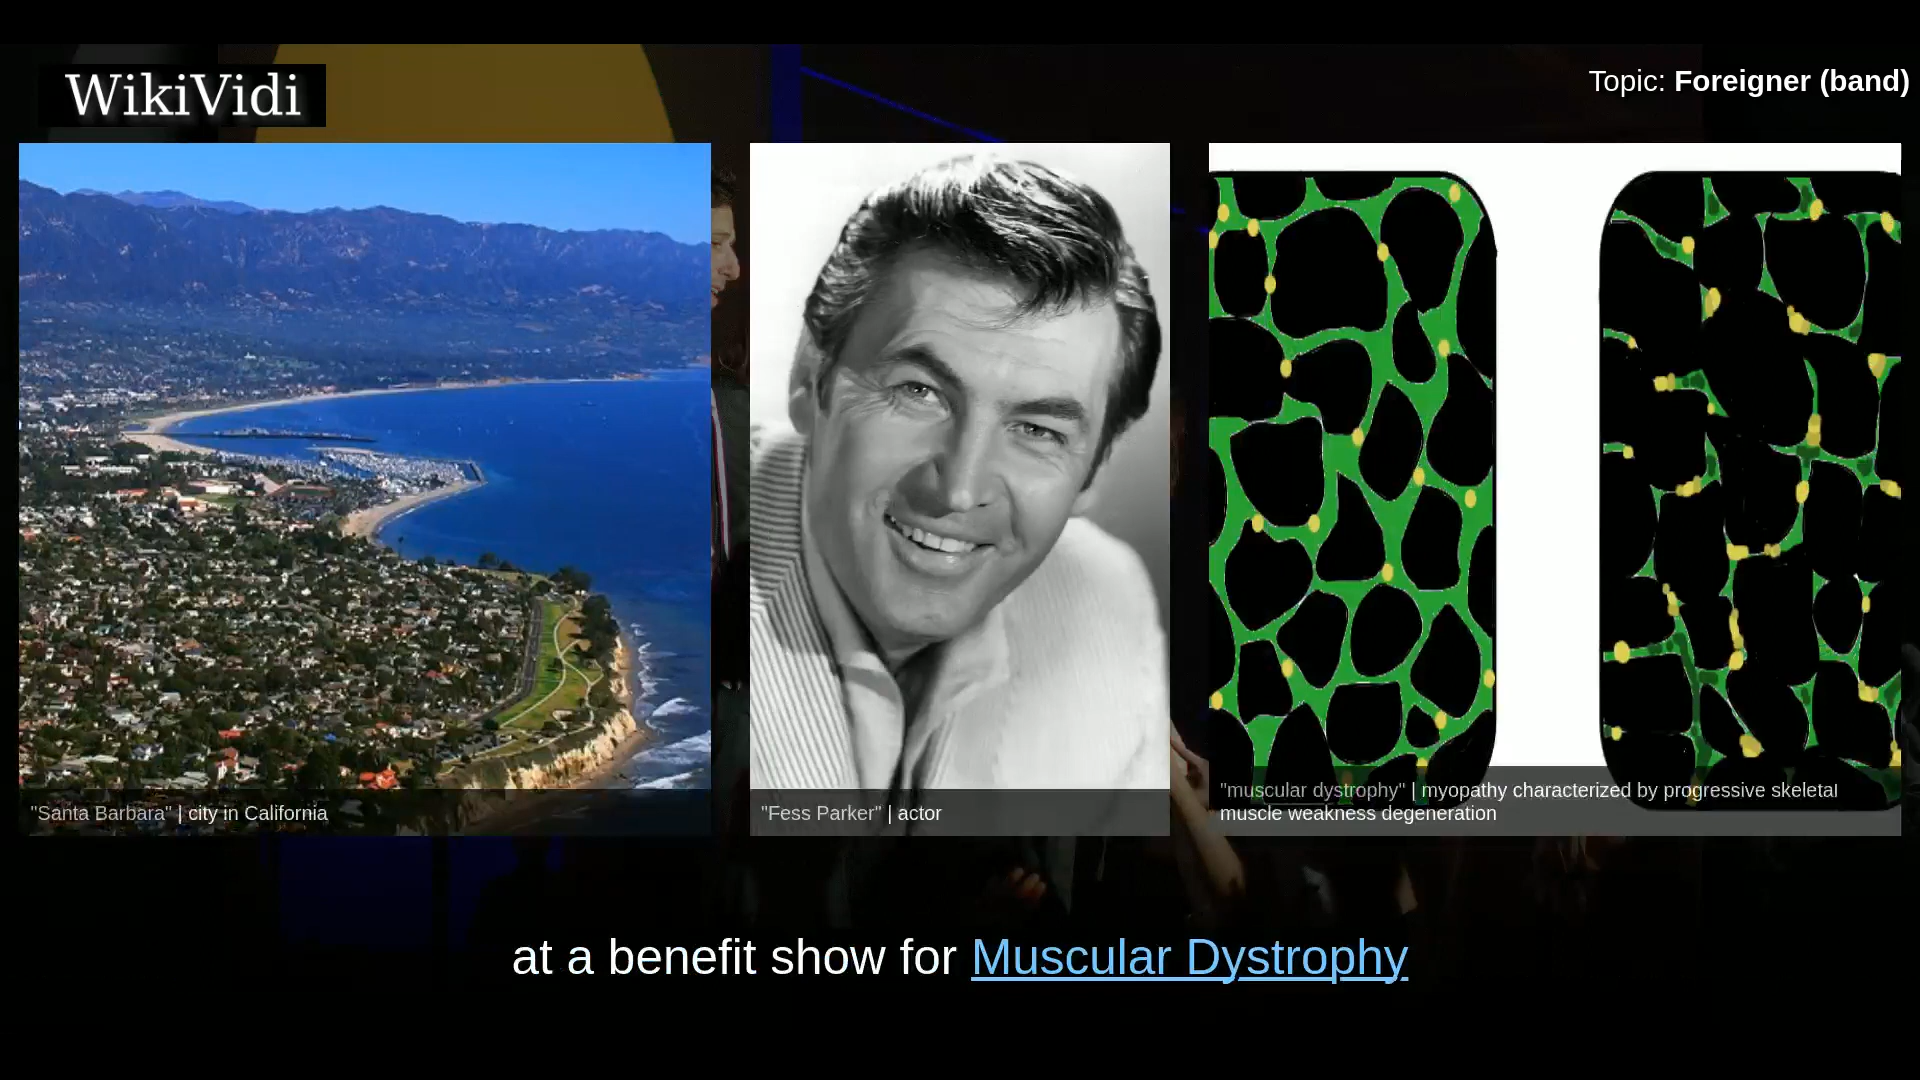 WikiVidi
Topic: Foreigner (band)
"Santa Barbara" | city in California
"Fess Parker" | actor
"muscular dystrophy" | myopathy characterized by progressive skeletal
muscle weakness degeneration
at a benefit show for Muscular Dystrophy